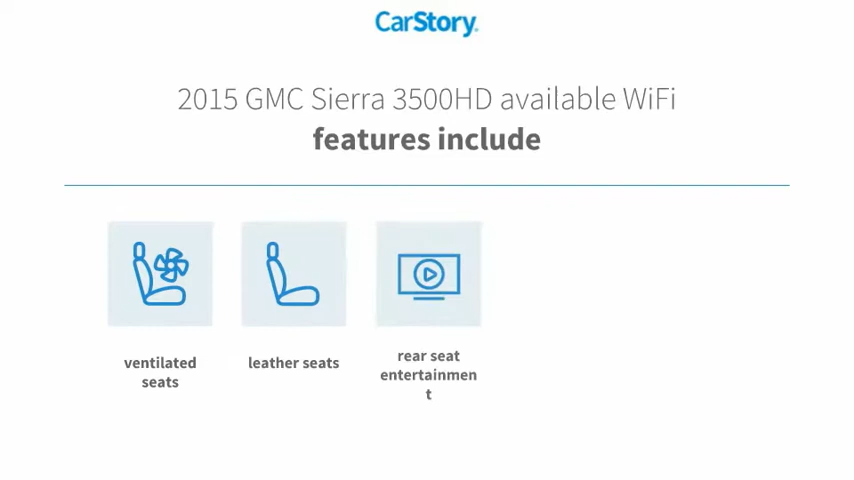 CarStory
2015 GMC Sierra 3500HD available WiFi
features include
ventilated
seats
leather seats
rear seat
entertainmen
t